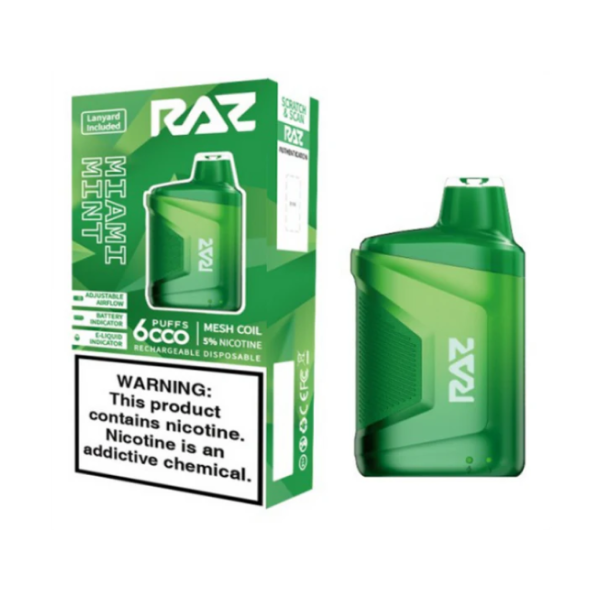 Lanyard
Included
RAZ
MIAMI
MINT
ADJUSTABLE
AIRFLOW
BATTERY
INDICATOR
E-LIQUID
INDICATOR
PUFFS
6000
MESH COIL
5% NICOTINE
RECHARGEABLE DISPOSABLE
WARNING:
This product
contains nicotine.
Nicotine is an
addictive chemical.
SCRATCH
& SCAN
RAZ
RAZ
RAZ